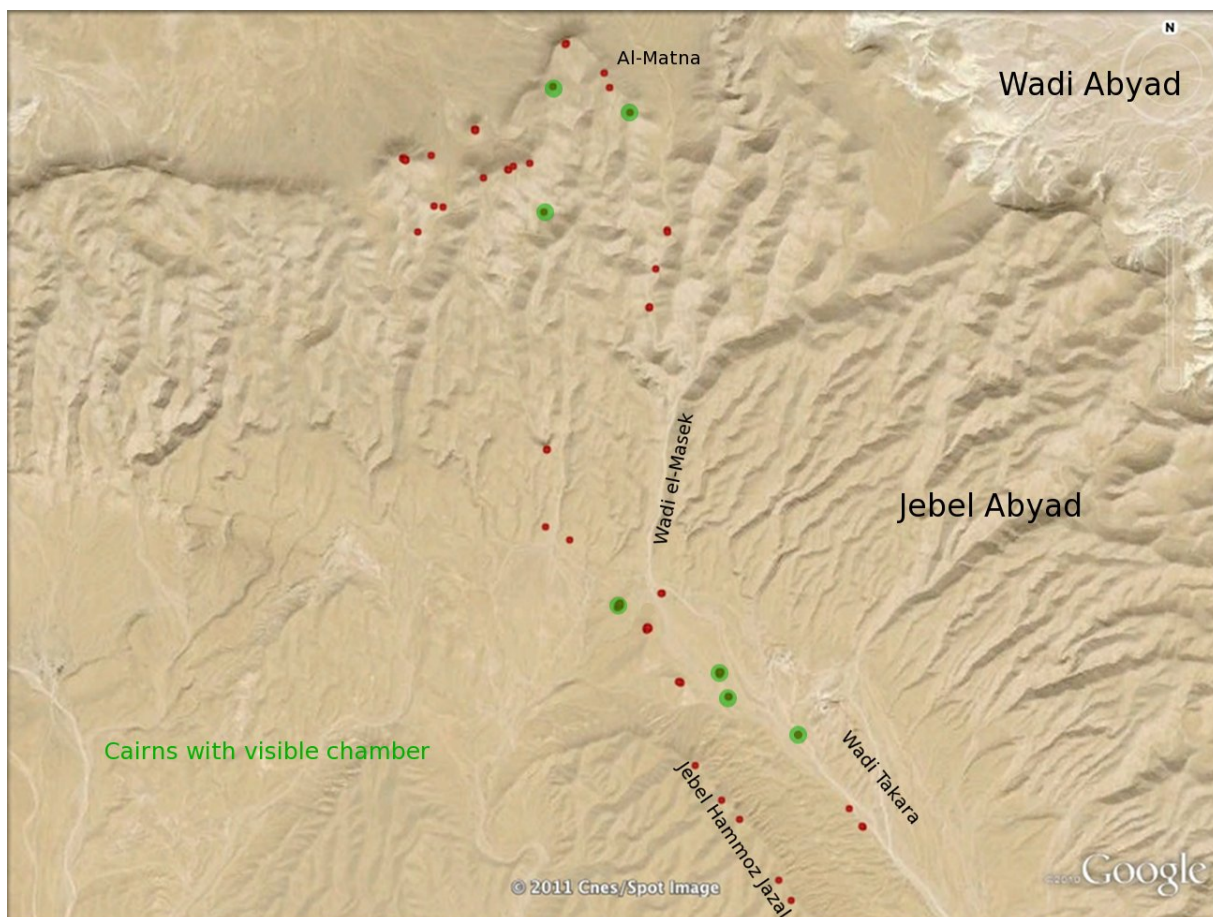 N
Al-Matna
Wadi Abyad
Wadi el-Masek
Jebel Abyad
Cairns with visible chamber
Wadi Takara
Jebel Hammoz Jazal
© 2011 Cnes/Spot Image
©2010 Google